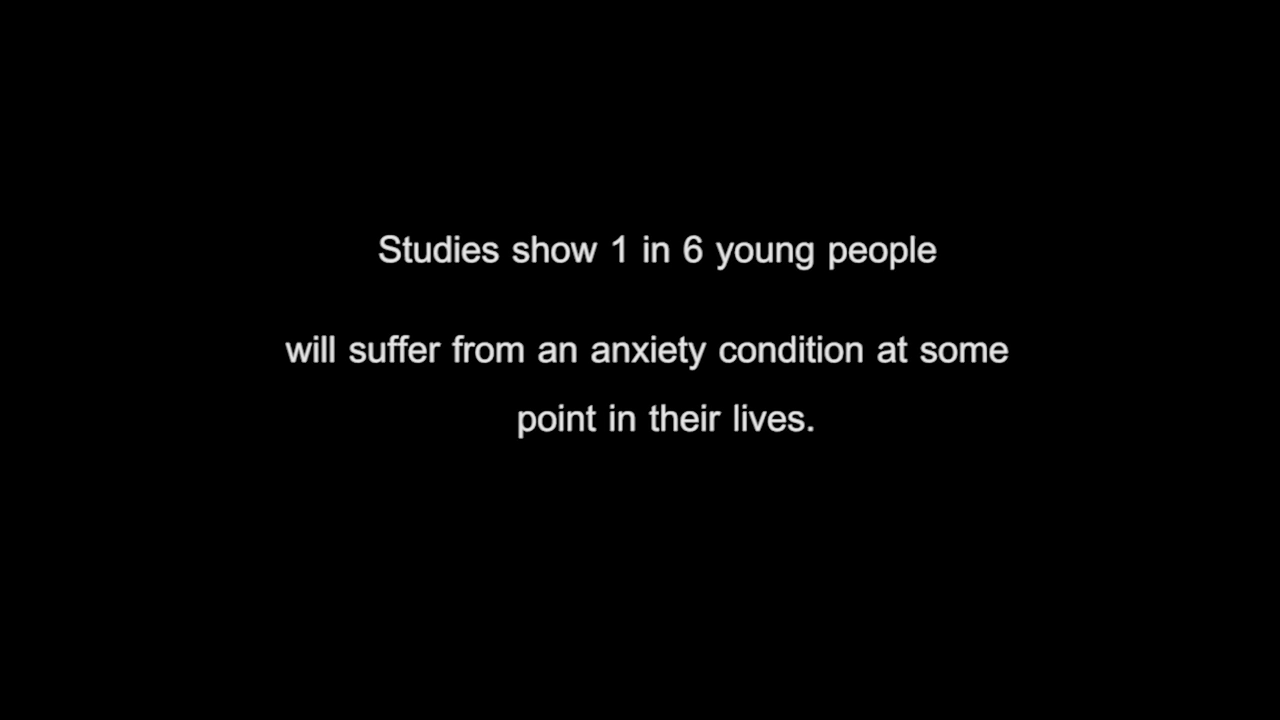 Studies show 1 in 6 young people
will suffer from an anxiety condition at some
point in their lives.